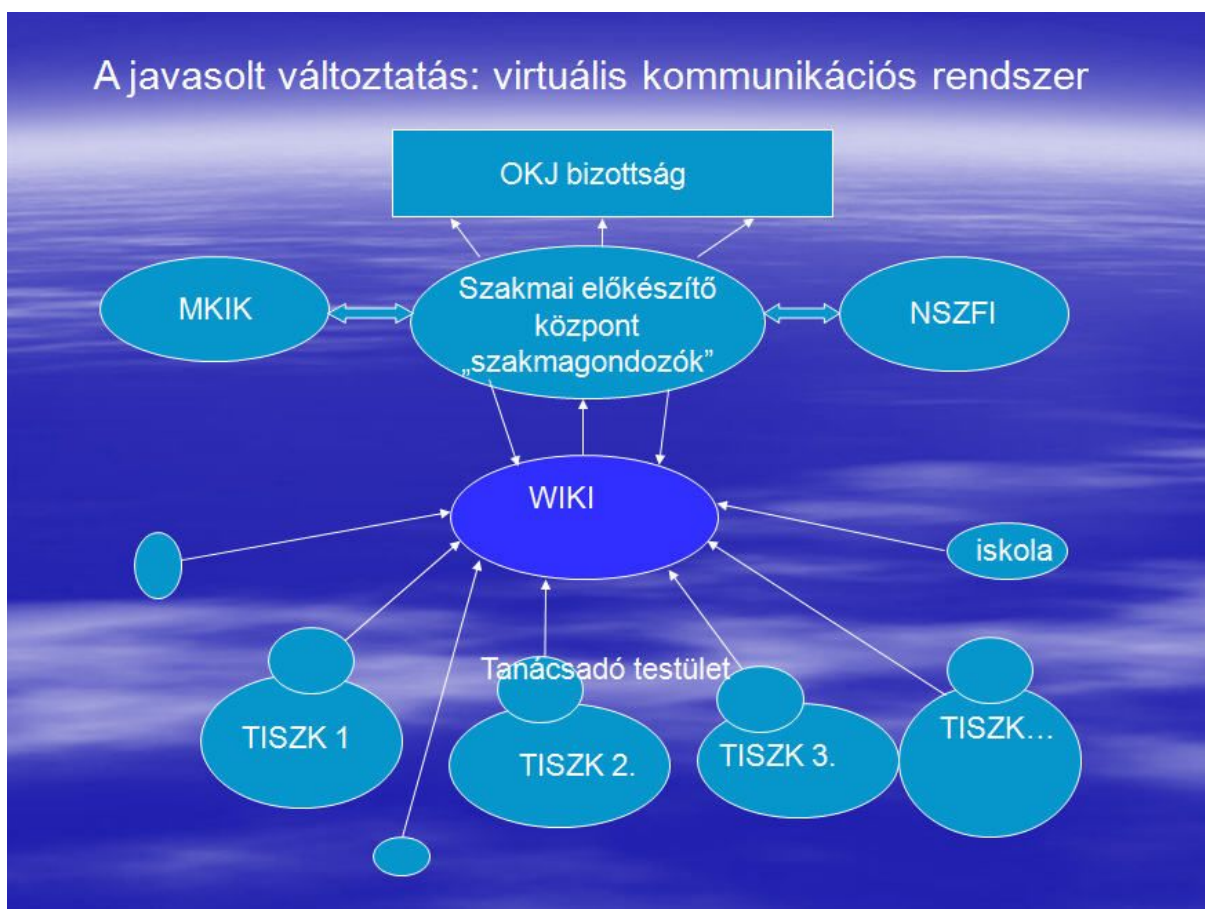 A javasolt változtatás: virtuális kommunikációs rendszer
OKJ bizottság
MKIK
Szakmai előkészítő
központ
„szakmagondozók”
NSZFI
WIKI
iskola
Tanácsadó testület
TISZK 1
TISZK 2.
TISZK 3.
TISZK…